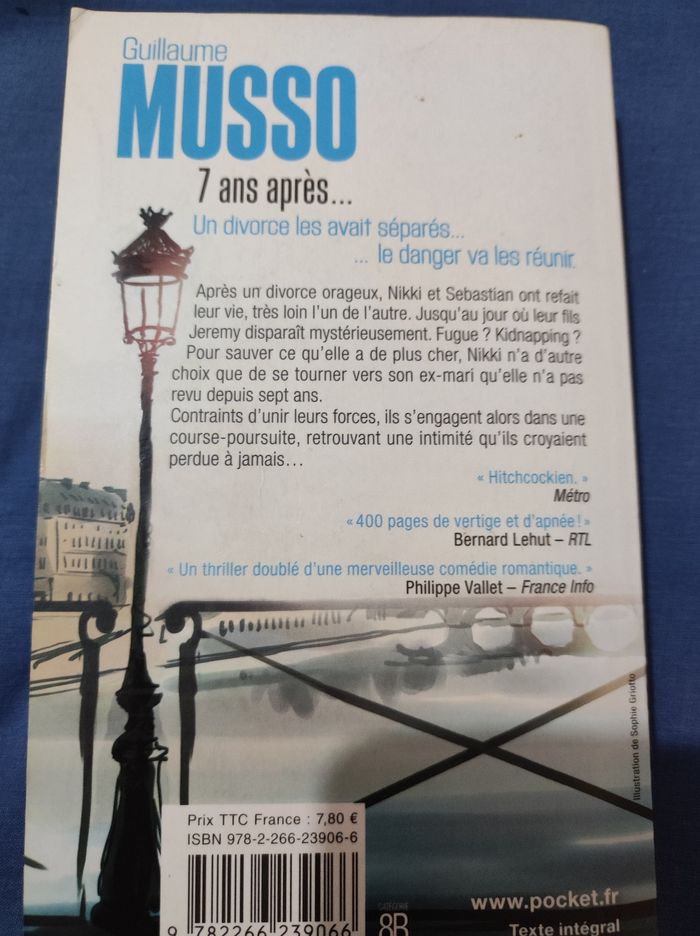 Guillaume
MUSSO
7 ans après...
Un divorce les avait séparés...
... le danger va les réunir.
Après un divorce orageux, Nikki et Sebastian ont refait
leur vie, très loin l'un de l'autre. Jusqu'au jour où leur fils
Jeremy disparaît mystérieusement. Fugue ? Kidnapping ?
Pour sauver ce qu'elle a de plus cher, Nikki n'a d'autre
choix que de se tourner vers son ex-mari qu'elle n'a pas
revu depuis sept ans.
Contraints d'unir leurs forces, ils s'engagent alors dans une
course-poursuite, retrouvant une intimité qu'ils croyaient
perdue à jamais...
« Hitchcockien. »
Métro
« 400 pages de vertige et d'apnée ! »
Bernard Lehut – RTL
« Un thriller doublé d'une merveilleuse comédie romantique. »
Philippe Vallet – France Info
Illustration de Sophie Griotto
Prix TTC France : 7,80 €
ISBN 978-2-266-23906-6
9 782266 239066
CATÉGORIE
8B
www.pocket.fr
Texte intégral